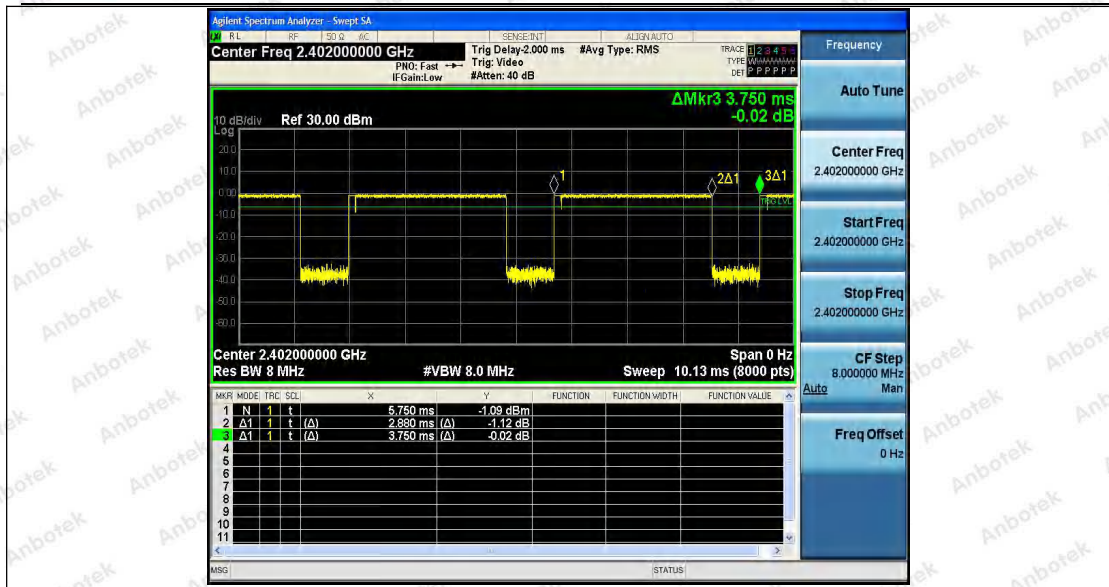 Agilent Spectrum Analyzer - Swept SA
RL RF 50 Ω AC SENSE:INT ALIGN AUTO
Center Freq 2.402000000 GHz
PNO: Fast
IFGain:Low
Trig Delay-2.000 ms
Trig: Video
#Atten: 40 dB
#Avg Type: RMS
TRACE 1 2 3 4 5 6
TYPE
DET P P P P P P
ΔMkr3 3.750 ms
-0.02 dB
10 dB/div Ref 30.00 dBm
Log
20.0
10.0
0.00
-10.0
-20.0
-30.0
-40.0
-50.0
-60.0
1
2Δ1
3Δ1
TRIG LVL
Center 2.402000000 GHz Span 0 Hz
Res BW 8 MHz #VBW 8.0 MHz Sweep 10.13 ms (8000 pts)
MKR MODE TRC SCL X Y FUNCTION FUNCTION WIDTH FUNCTION VALUE
1 N 1 t 5.750 ms -1.09 dBm
2 Δ1 1 t (Δ) 2.880 ms (Δ) -1.12 dB
3 Δ1 1 t (Δ) 3.750 ms (Δ) -0.02 dB
4
5
6
7
8
9
10
11
MSG STATUS
Frequency
Auto Tune
Center Freq
2.402000000 GHz
Start Freq
2.402000000 GHz
Stop Freq
2.402000000 GHz
CF Step
8.000000 MHz
Auto Man
Freq Offset
0 Hz
Anbotek